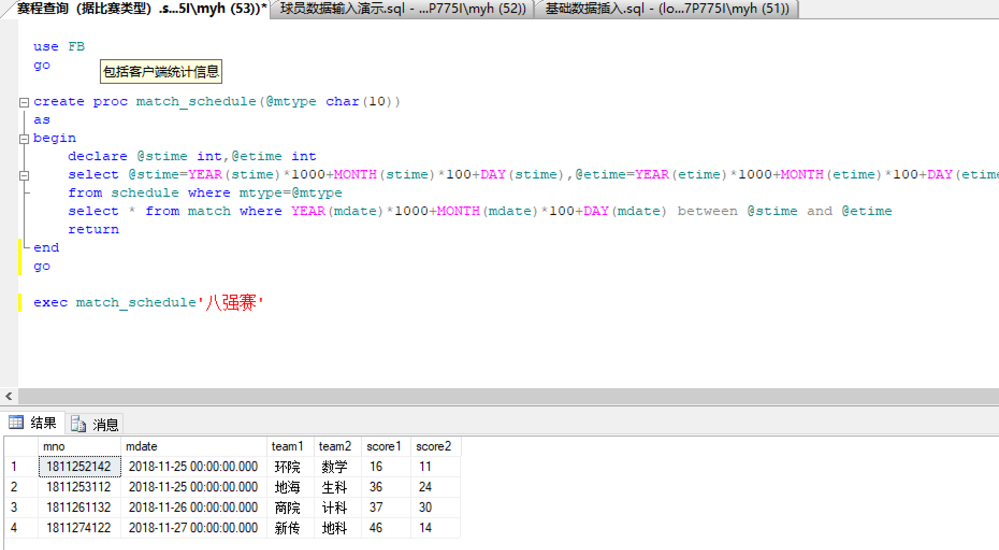 赛程查询（据比赛类型）.s...5I\myh (53))* 球员数据输入演示.sql - ...P775I\myh (52)) 基础数据插入.sql - (lo...7P775I\myh (51))
use FB
go
包括客户端统计信息
create proc match_schedule(@mtype char(10))
as
begin
declare @stime int,@etime int
select @stime=YEAR(stime)*1000+MONTH(stime)*100+DAY(stime),@etime=YEAR(etime)*1000+MONTH(etime)*100+DAY(etime
from schedule where mtype=@mtype
select * from match where YEAR(mdate)*1000+MONTH(mdate)*100+DAY(mdate) between @stime and @etime
return
end
go
exec match_schedule'八强赛'
结果 消息
mno mdate team1 team2 score1 score2
1 1811252142 2018-11-25 00:00:00.000 环院 数学 16 11
2 1811253112 2018-11-25 00:00:00.000 地海 生科 36 24
3 1811261132 2018-11-26 00:00:00.000 商院 计科 37 30
4 1811274122 2018-11-27 00:00:00.000 新传 地科 46 14